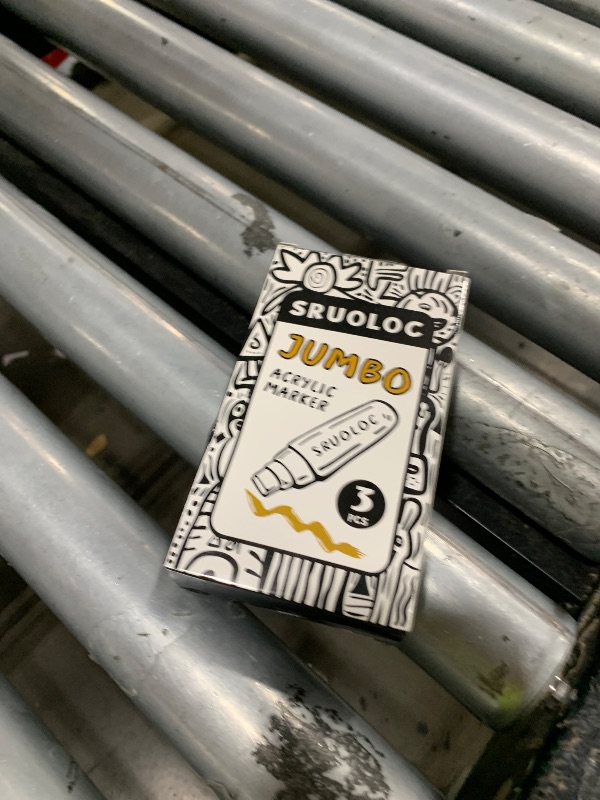 SRUOLOC
JUMBO
ACRYLIC
MARKER
SRUOLOC
3
PCS